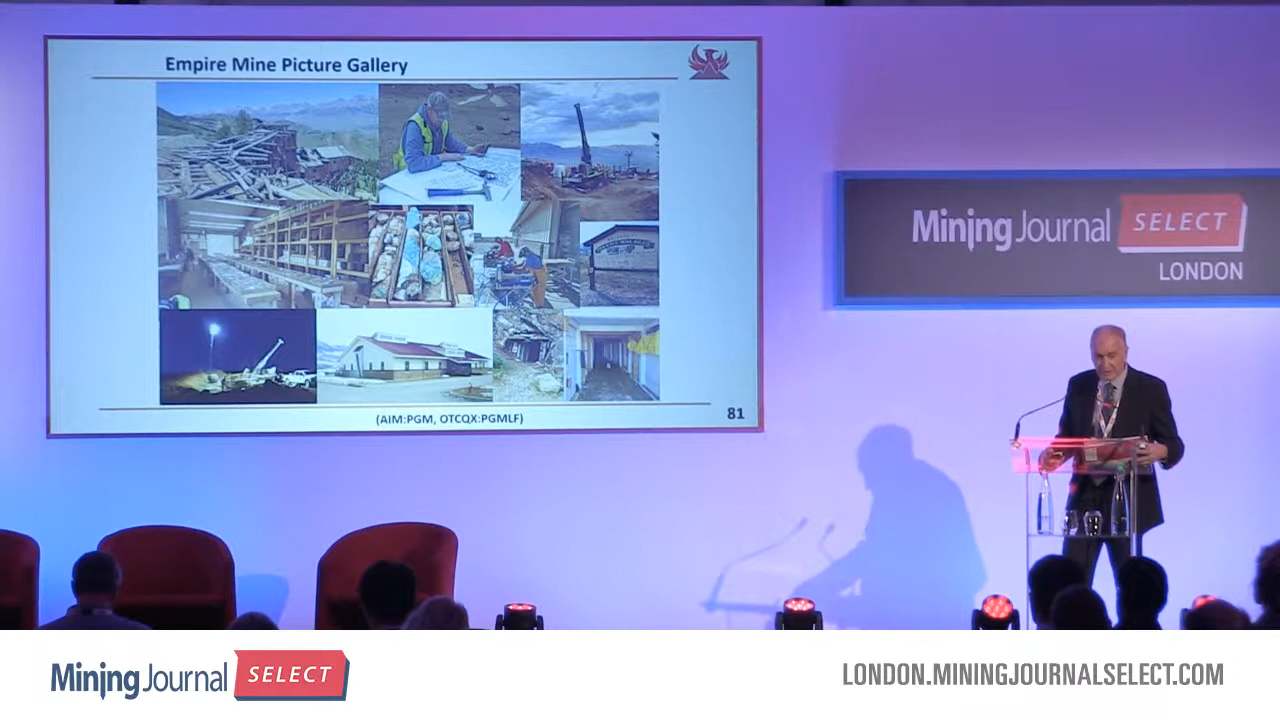 Empire Mine Picture Gallery
(AIM:PGM, OTCQX:PGMLF)
81
Mining Journal SELECT
LONDON
Mining Journal SELECT
LONDON.MININGJOURNALSELECT.COM